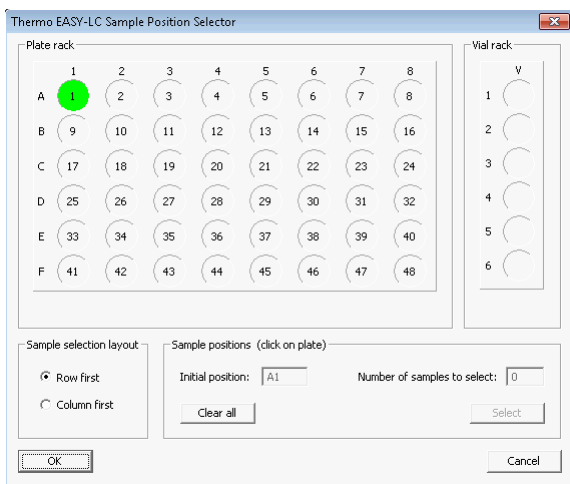 Thermo EASY-LC Sample Position Selector
Plate rack
1 2 3 4 5 6 7 8
A 1 2 3 4 5 6 7 8
B 9 10 11 12 13 14 15 16
C 17 18 19 20 21 22 23 24
D 25 26 27 28 29 30 31 32
E 33 34 35 36 37 38 39 40
F 41 42 43 44 45 46 47 48
Vial rack
V
1
2
3
4
5
6
Sample selection layout
Row first
Column first
Sample positions (click on plate)
Initial position: A1 Number of samples to select: 0
Clear all Select
OK Cancel